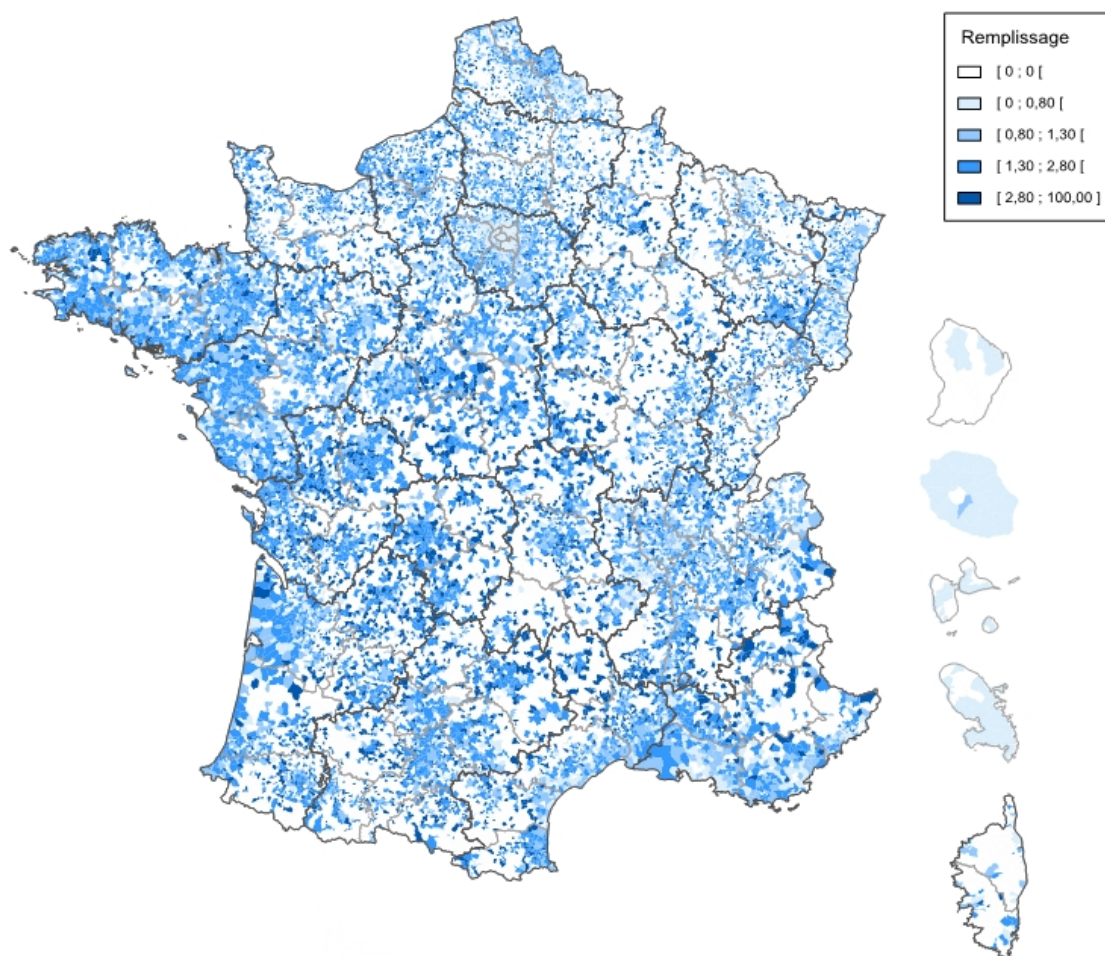 Remplissage
[ 0 ; 0 [
[ 0 ; 0,80 [
[ 0,80 ; 1,30 [
[ 1,30 ; 2,80 [
[ 2,80 ; 100,00 ]